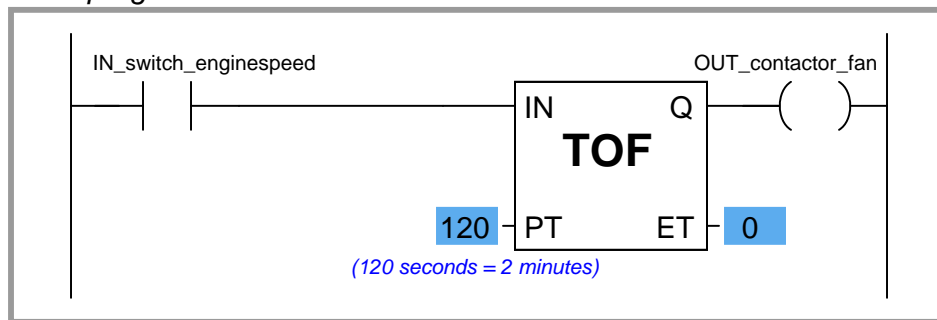 IN_switch_enginespeed OUT_contactor_fan
IN Q
TOF
120 PT ET 0
(120 seconds = 2 minutes)